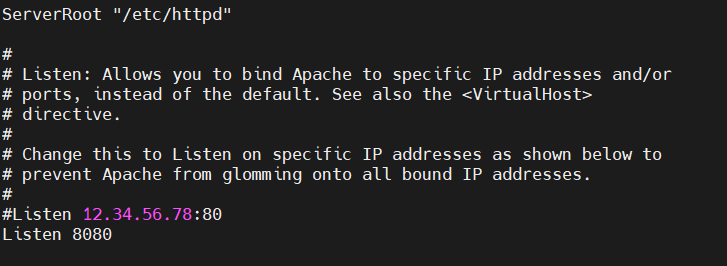 ServerRoot "/etc/httpd"
#
# Listen: Allows you to bind Apache to specific IP addresses and/or
# ports, instead of the default. See also the <VirtualHost>
# directive.
#
# Change this to Listen on specific IP addresses as shown below to
# prevent Apache from glomming onto all bound IP addresses.
#
#Listen 12.34.56.78:80
Listen 8080